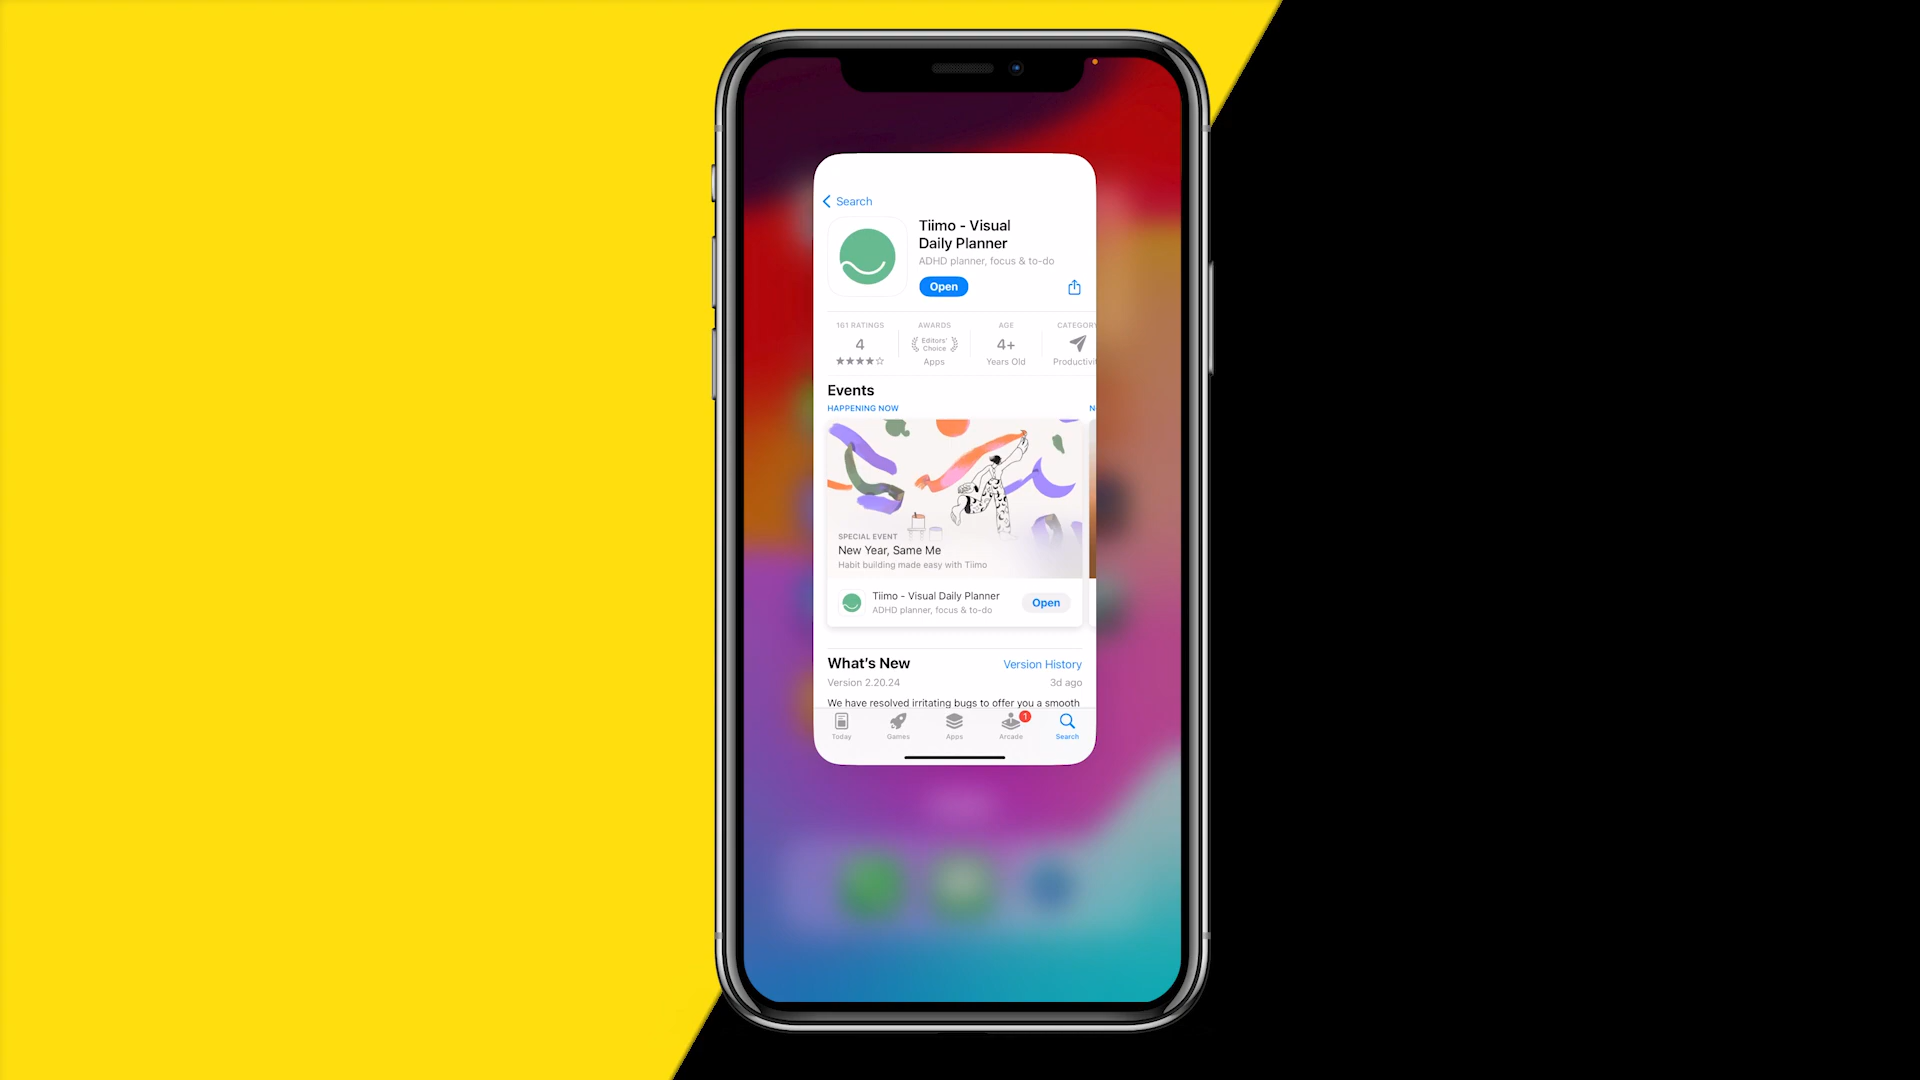 Search
Tiimo - Visual
Daily Planner
ADHD planner, focus & to-do
Open
161 RATINGS
4
AWARDS
Editors'
Choice
Apps
AGE
4+
Years Old
CATEGORY
Productivi
Events
HAPPENING NOW
N
SPECIAL EVENT
New Year, Same Me
Habit building made easy with Tiimo
Tiimo - Visual Daily Planner
ADHD planner, focus & to-do
Open
What's New
Version History
Version 2.20.24
3d ago
We have resolved irritating bugs to offer you a smooth
Today
Games
Apps
Arcade
1
Search